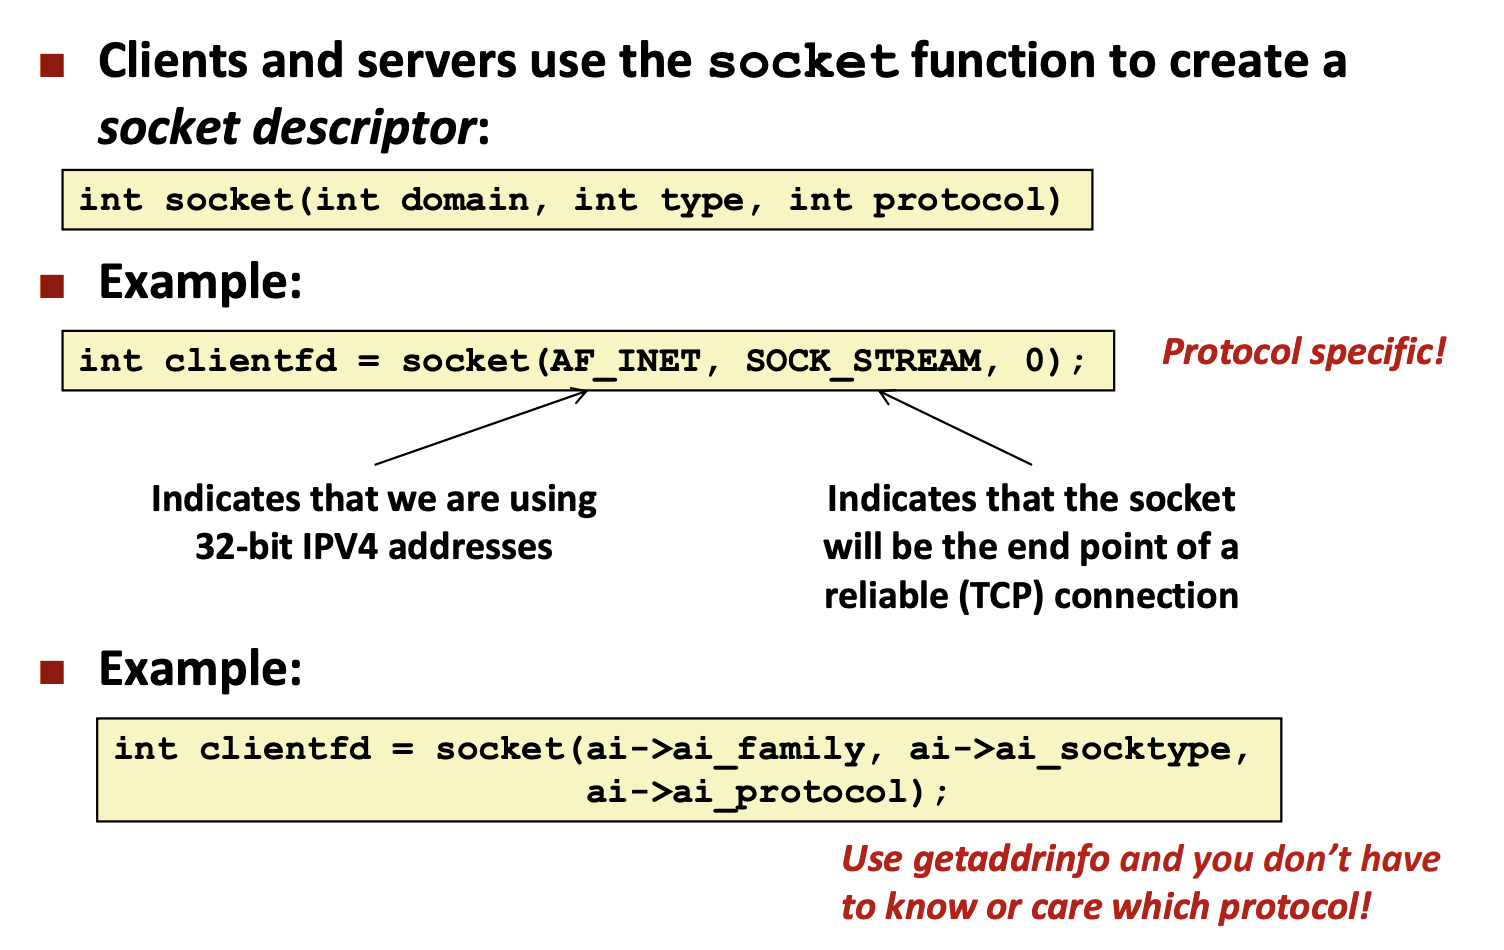 Clients and servers use the socket function to create a
socket descriptor:
int socket(int domain, int type, int protocol)
Example:
int clientfd = socket(AF_INET, SOCK_STREAM, 0);
Protocol specific!
Indicates that we are using
32-bit IPV4 addresses
Indicates that the socket
will be the end point of a
reliable (TCP) connection
Example:
int clientfd = socket(ai->ai_family, ai->ai_socktype,
ai->ai_protocol);
Use getaddrinfo and you don’t have
to know or care which protocol!